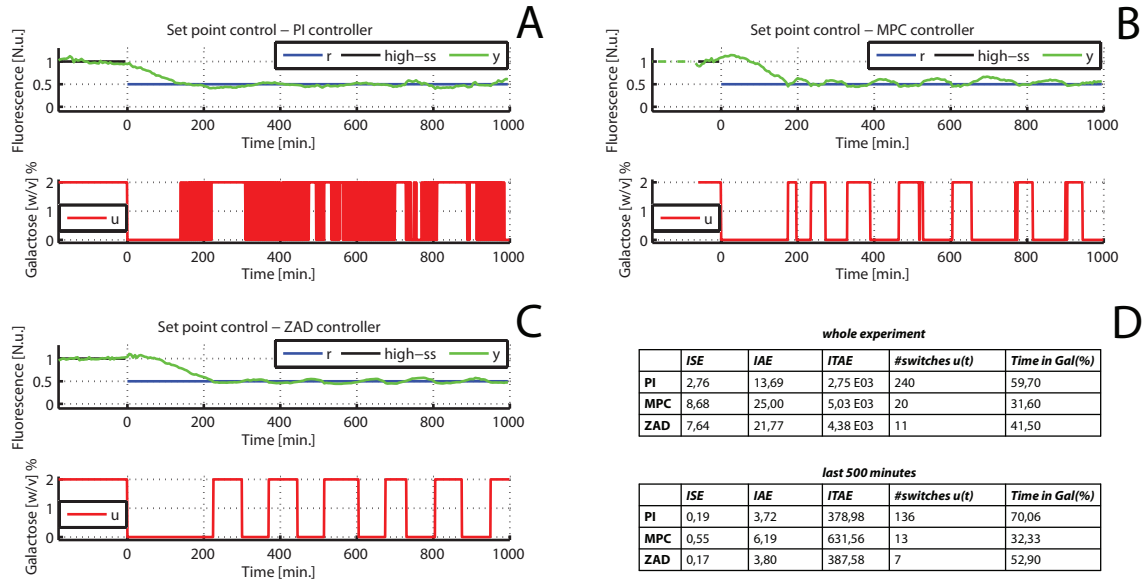 A
Set point control – PI controller
r high–ss y
Fluorescence [N.u.]
1
0.5
0
0 200 400 600 800 1000
Time [min.]
Galactose [w/v] %
2
1
0
u
0 200 400 600 800 1000
Time [min.]
B
Set point control – MPC controller
r high–ss y
Fluorescence [N.u.]
1
0.5
0
0 200 400 600 800 1000
Time [min.]
Galactose [w/v] %
2
1
0
u
0 200 400 600 800 1000
Time [min.]
C
Set point control – ZAD controller
r high–ss y
Fluorescence [N.u.]
1
0.5
0
0 200 400 600 800 1000
Time [min.]
Galactose [w/v] %
2
1
0
u
0 200 400 600 800 1000
Time [min.]
D
whole experiment
ISE IAE ITAE #switches u(t) Time in Gal(%)
PI 2,76 13,69 2,75 E03 240 59,70
MPC 8,68 25,00 5,03 E03 20 31,60
ZAD 7,64 21,77 4,38 E03 11 41,50
last 500 minutes
ISE IAE ITAE #switches u(t) Time in Gal(%)
PI 0,19 3,72 378,98 136 70,06
MPC 0,55 6,19 631,56 13 32,33
ZAD 0,17 3,80 387,58 7 52,90